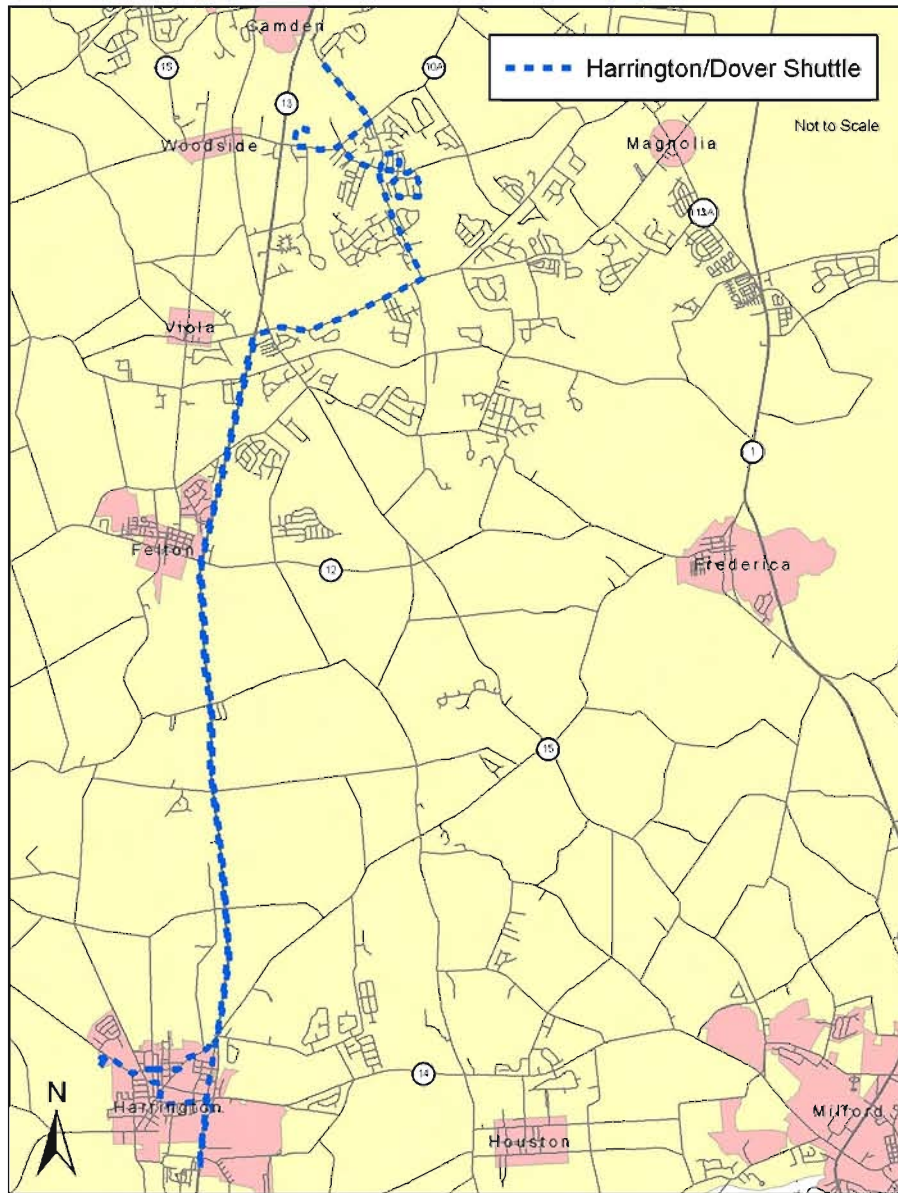 Camden
15
10A
Harrington/Dover Shuttle
13
Not to Scale
Woodside
Magnolia
Viola
1
Felton
12
Frederica
15
14
N
Harrington
Houston
Milford